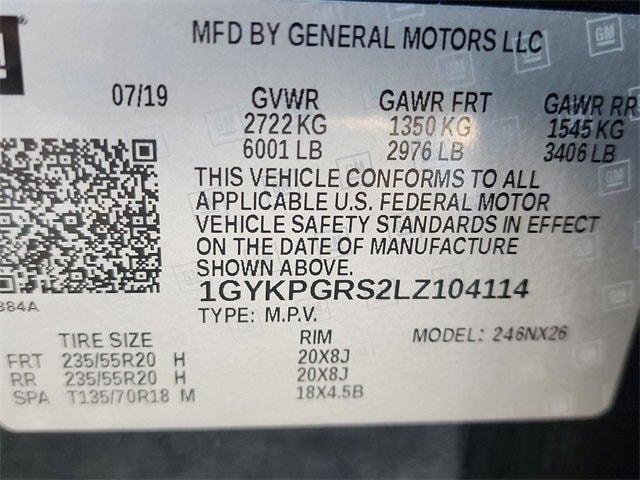 MFD BY GENERAL MOTORS LLC
07/19 GVWR GAWR FRT GAWR RR
2722 KG 1350 KG 1545 KG
6001 LB 2976 LB 3406 LB
THIS VEHICLE CONFORMS TO ALL
APPLICABLE U.S. FEDERAL MOTOR
VEHICLE SAFETY STANDARDS IN EFFECT
ON THE DATE OF MANUFACTURE
SHOWN ABOVE.
1GYKPGRS2LZ104114
384A
TYPE: M.P.V.
TIRE SIZE RIM MODEL: 246NX26
FRT 235/55R20 H 20X8J
RR 235/55R20 H 20X8J
SPA T135/70R18 M 18X4.5B